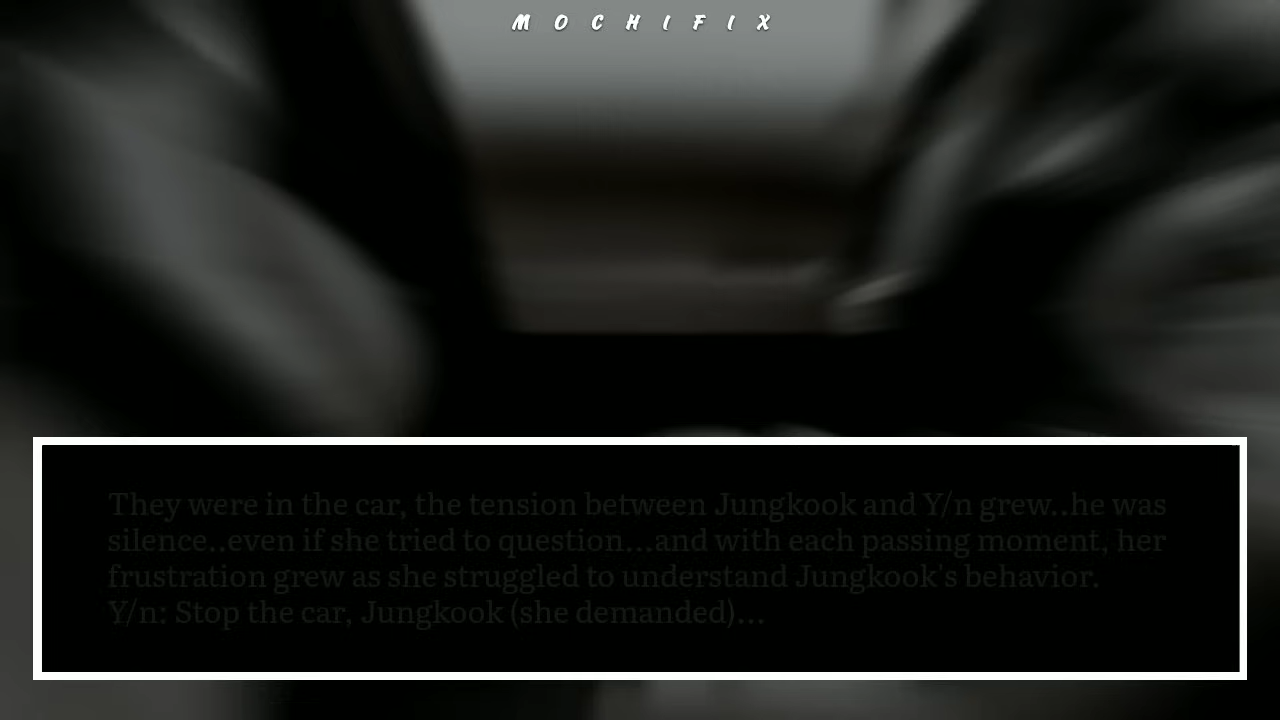 MOCHIFIX
They were in the car, the tension between Jungkook and Y/n grew..he was
silence..even if she tried to question...and with each passing moment, her
frustration grew as she struggled to understand Jungkook's behavior.
Y/n: Stop the car, Jungkook (she demanded)...